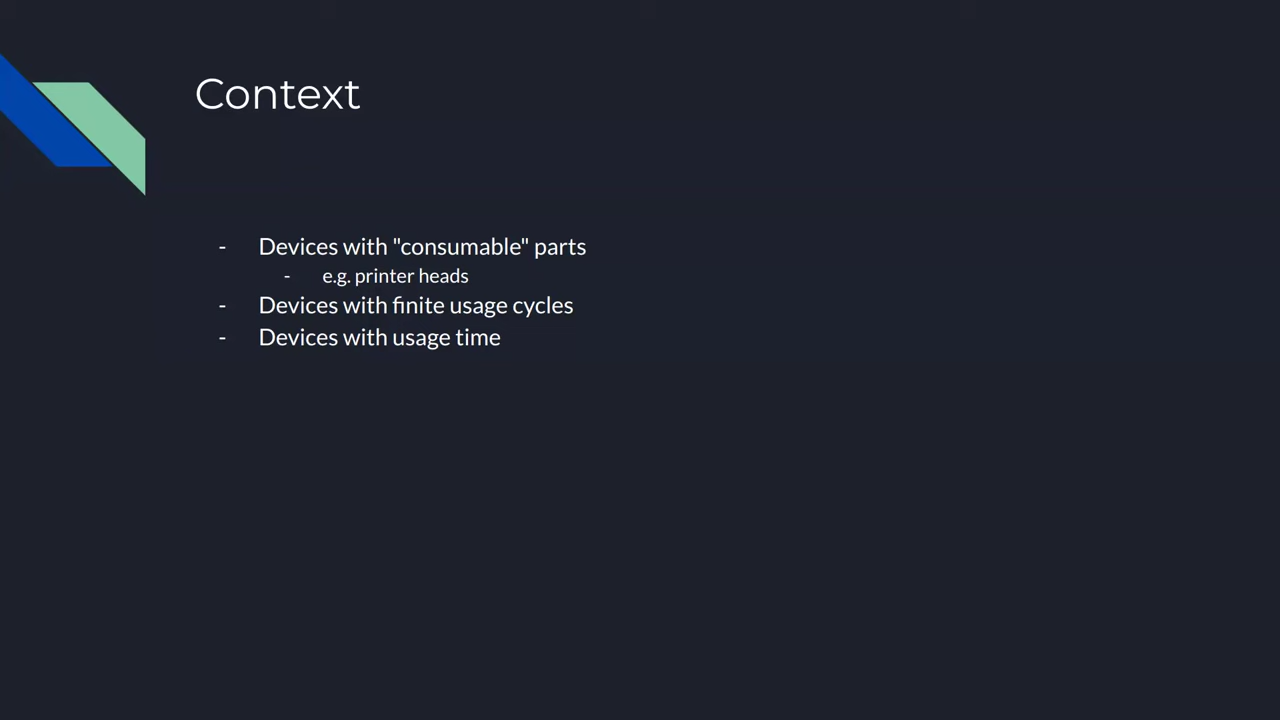 Context
- Devices with "consumable" parts
- e.g. printer heads
- Devices with finite usage cycles
- Devices with usage time